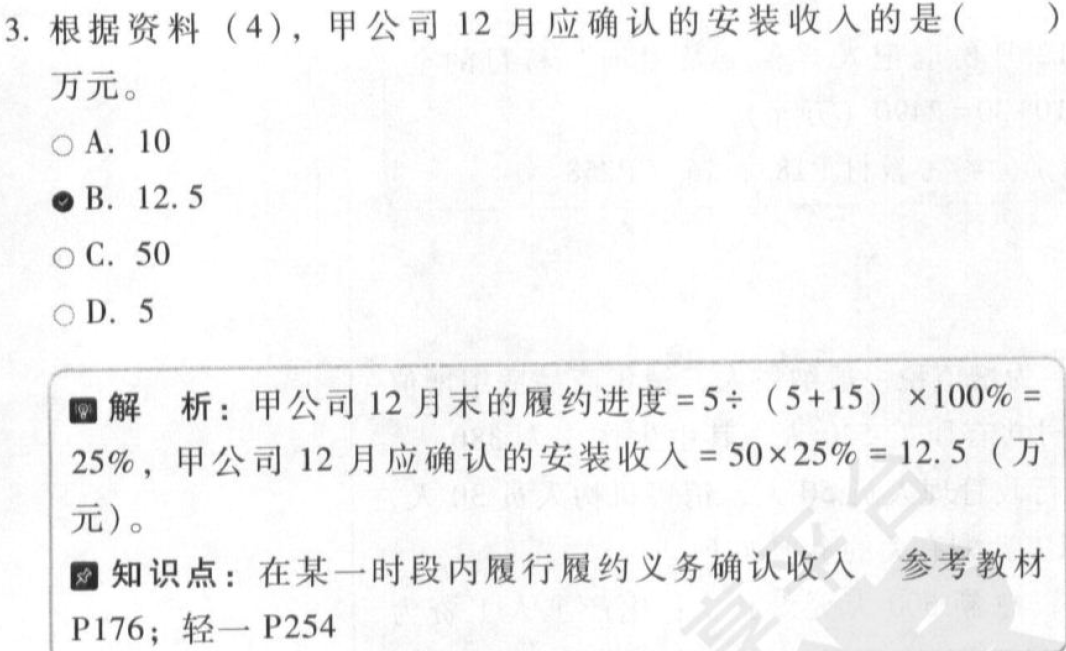 3. 根据资料（4），甲公司 12 月应确认的安装收入的是(　　)
万元。
A. 10
B. 12.5
C. 50
D. 5
解　析：甲公司 12 月末的履约进度 = 5÷（5+15）×100% =
25%，甲公司 12 月应确认的安装收入 = 50×25% = 12.5（万
元）。
知识点：在某一时段内履行履约义务确认收入　参考教材
P176；轻一 P254
享平台